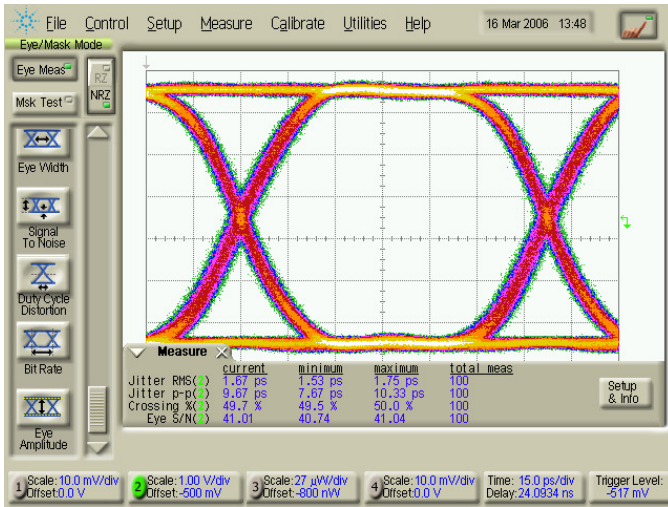 File Control Setup Measure Calibrate Utilities Help 16 Mar 2006 13:48
Eye/Mask Mode
Eye Meas
RZ
NRZ
Msk Test
Eye Width
Signal
To Noise
Duty Cycle
Distortion
Bit Rate
Eye
Amplitude
Measure
current minimum maximum total meas
Jitter RMS(2) 1.67 ps 1.53 ps 1.75 ps 100
Jitter p-p(2) 9.67 ps 7.67 ps 10.33 ps 100
Crossing %(2) 49.7 % 49.5 % 50.0 % 100
Eye S/N(2) 41.01 40.74 41.04 100
Setup
& Info
1 Scale:10.0 mV/div
Offset:0.0 V
2 Scale:1.00 V/div
Offset:-500 mV
3 Scale:27 µW/div
Offset:-800 nW
4 Scale:10.0 mV/div
Offset:0.0 V
Time: 15.0 ps/div
Delay:24.0934 ns
Trigger Level:
-517 mV